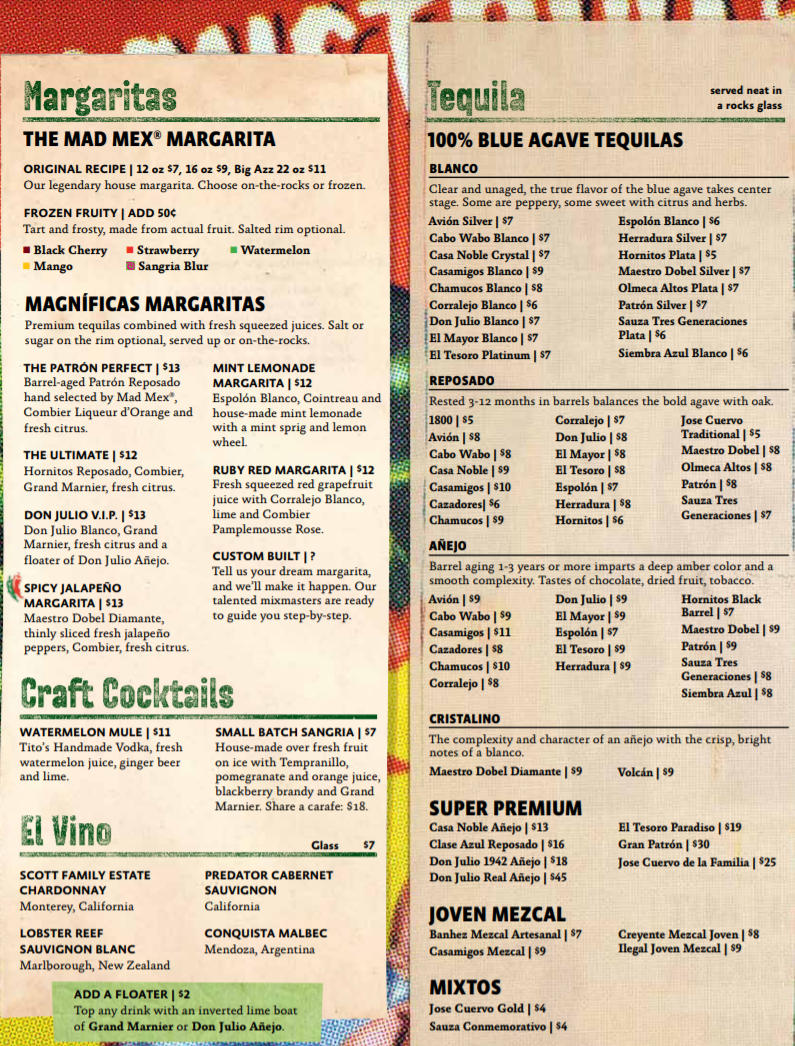 Margaritas
THE MAD MEX® MARGARITA
ORIGINAL RECIPE | 12 oz $7, 16 oz $9, Big Azz 22 oz $11
Our legendary house margarita. Choose on-the-rocks or frozen.
FROZEN FRUITY | ADD 50¢
Tart and frosty, made from actual fruit. Salted rim optional.
Black Cherry Strawberry Watermelon
Mango Sangria Blur
MAGNÍFICAS MARGARITAS
Premium tequilas combined with fresh squeezed juices. Salt or
sugar on the rim optional, served up or on-the-rocks.
THE PATRÓN PERFECT | $13
Barrel-aged Patrón Reposado
hand selected by Mad Mex®,
Combier Liqueur d'Orange and
fresh citrus.
THE ULTIMATE | $12
Hornitos Reposado, Combier,
Grand Marnier, fresh citrus.
DON JULIO V.I.P. | $13
Don Julio Blanco, Grand
Marnier, fresh citrus and a
floater of Don Julio Añejo.
SPICY JALAPEÑO
MARGARITA | $13
Maestro Dobel Diamante,
thinly sliced fresh jalapeño
peppers, Combier, fresh citrus.
MINT LEMONADE
MARGARITA | $12
Espolón Blanco, Cointreau and
house-made mint lemonade
with a mint sprig and lemon
wheel.
RUBY RED MARGARITA | $12
Fresh squeezed red grapefruit
juice with Corralejo Blanco,
lime and Combier
Pamplemousse Rose.
CUSTOM BUILT | ?
Tell us your dream margarita,
and we'll make it happen. Our
talented mixmasters are ready
to guide you step-by-step.
Craft Cocktails
WATERMELON MULE | $11
Tito's Handmade Vodka, fresh
watermelon juice, ginger beer
and lime.
SMALL BATCH SANGRIA | $7
House-made over fresh fruit
on ice with Tempranillo,
pomegranate and orange juice,
blackberry brandy and Grand
Marnier. Share a carafe: $18.
El Vino
Glass $7
SCOTT FAMILY ESTATE
CHARDONNAY
Monterey, California
LOBSTER REEF
SAUVIGNON BLANC
Marlborough, New Zealand
PREDATOR CABERNET
SAUVIGNON
California
CONQUISTA MALBEC
Mendoza, Argentina
ADD A FLOATER | $2
Top any drink with an inverted lime boat
of Grand Marnier or Don Julio Añejo.
Tequila
served neat in
a rocks glass
100% BLUE AGAVE TEQUILAS
BLANCO
Clear and unaged, the true flavor of the blue agave takes center
stage. Some are peppery, some sweet with citrus and herbs.
Avión Silver | $7
Cabo Wabo Blanco | $7
Casa Noble Crystal | $7
Casamigos Blanco | $9
Chamucos Blanco | $8
Corralejo Blanco | $6
Don Julio Blanco | $7
El Mayor Blanco | $7
El Tesoro Platinum | $7
Espolón Blanco | $6
Herradura Silver | $7
Hornitos Plata | $5
Maestro Dobel Silver | $7
Olmeca Altos Plata | $7
Patrón Silver | $7
Sauza Tres Generaciones
Plata | $6
Siembra Azul Blanco | $6
REPOSADO
Rested 3-12 months in barrels balances the bold agave with oak.
1800 | $5
Avión | $8
Cabo Wabo | $8
Casa Noble | $9
Casamigos | $10
Cazadores| $6
Chamucos | $9
Corralejo | $7
Don Julio | $8
El Mayor | $8
El Tesoro | $8
Espolón | $7
Herradura | $8
Hornitos | $6
Jose Cuervo
Traditional | $5
Maestro Dobel | $8
Olmeca Altos | $8
Patrón | $8
Sauza Tres
Generaciones | $7
AÑEJO
Barrel aging 1-3 years or more imparts a deep amber color and a
smooth complexity. Tastes of chocolate, dried fruit, tobacco.
Avión | $9
Cabo Wabo | $9
Casamigos | $11
Cazadores | $8
Chamucos | $10
Corralejo | $8
Don Julio | $9
El Mayor | $9
Espolón | $7
El Tesoro | $9
Herradura | $9
Hornitos Black
Barrel | $7
Maestro Dobel | $9
Patrón | $9
Sauza Tres
Generaciones | $8
Siembra Azul | $8
CRISTALINO
The complexity and character of an añejo with the crisp, bright
notes of a blanco.
Maestro Dobel Diamante | $9
Volcán | $9
SUPER PREMIUM
Casa Noble Añejo | $13
Clase Azul Reposado | $16
Don Julio 1942 Añejo | $18
Don Julio Real Añejo | $45
El Tesoro Paradiso | $19
Gran Patrón | $30
Jose Cuervo de la Familia | $25
JOVEN MEZCAL
Banhez Mezcal Artesanal | $7
Casamigos Mezcal | $9
Creyente Mezcal Joven | $8
Ilegal Joven Mezcal | $9
MIXTOS
Jose Cuervo Gold | $4
Sauza Conmemorativo | $4